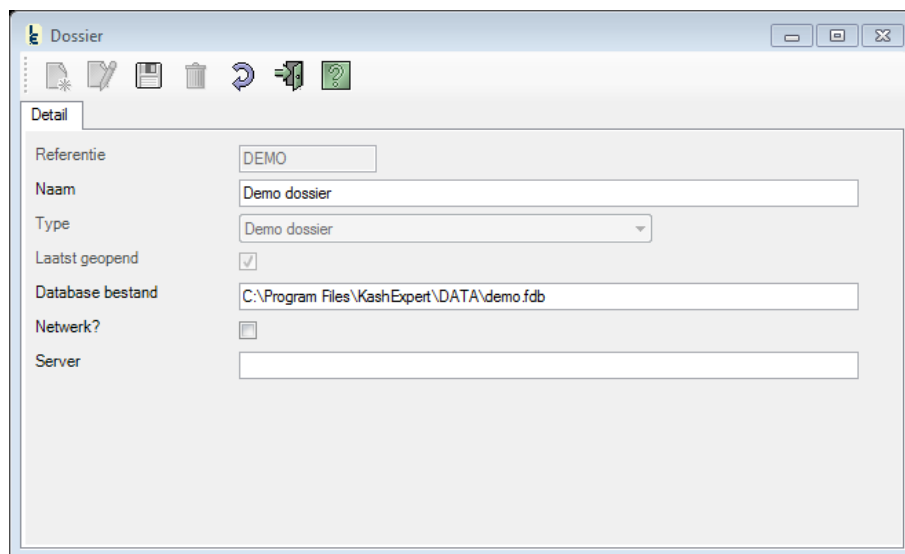 Dossier
Detail
Referentie DEMO
Naam Demo dossier
Type Demo dossier
Laatst geopend
Database bestand C:\Program Files\KashExpert\DATA\demo.fdb
Netwerk?
Server